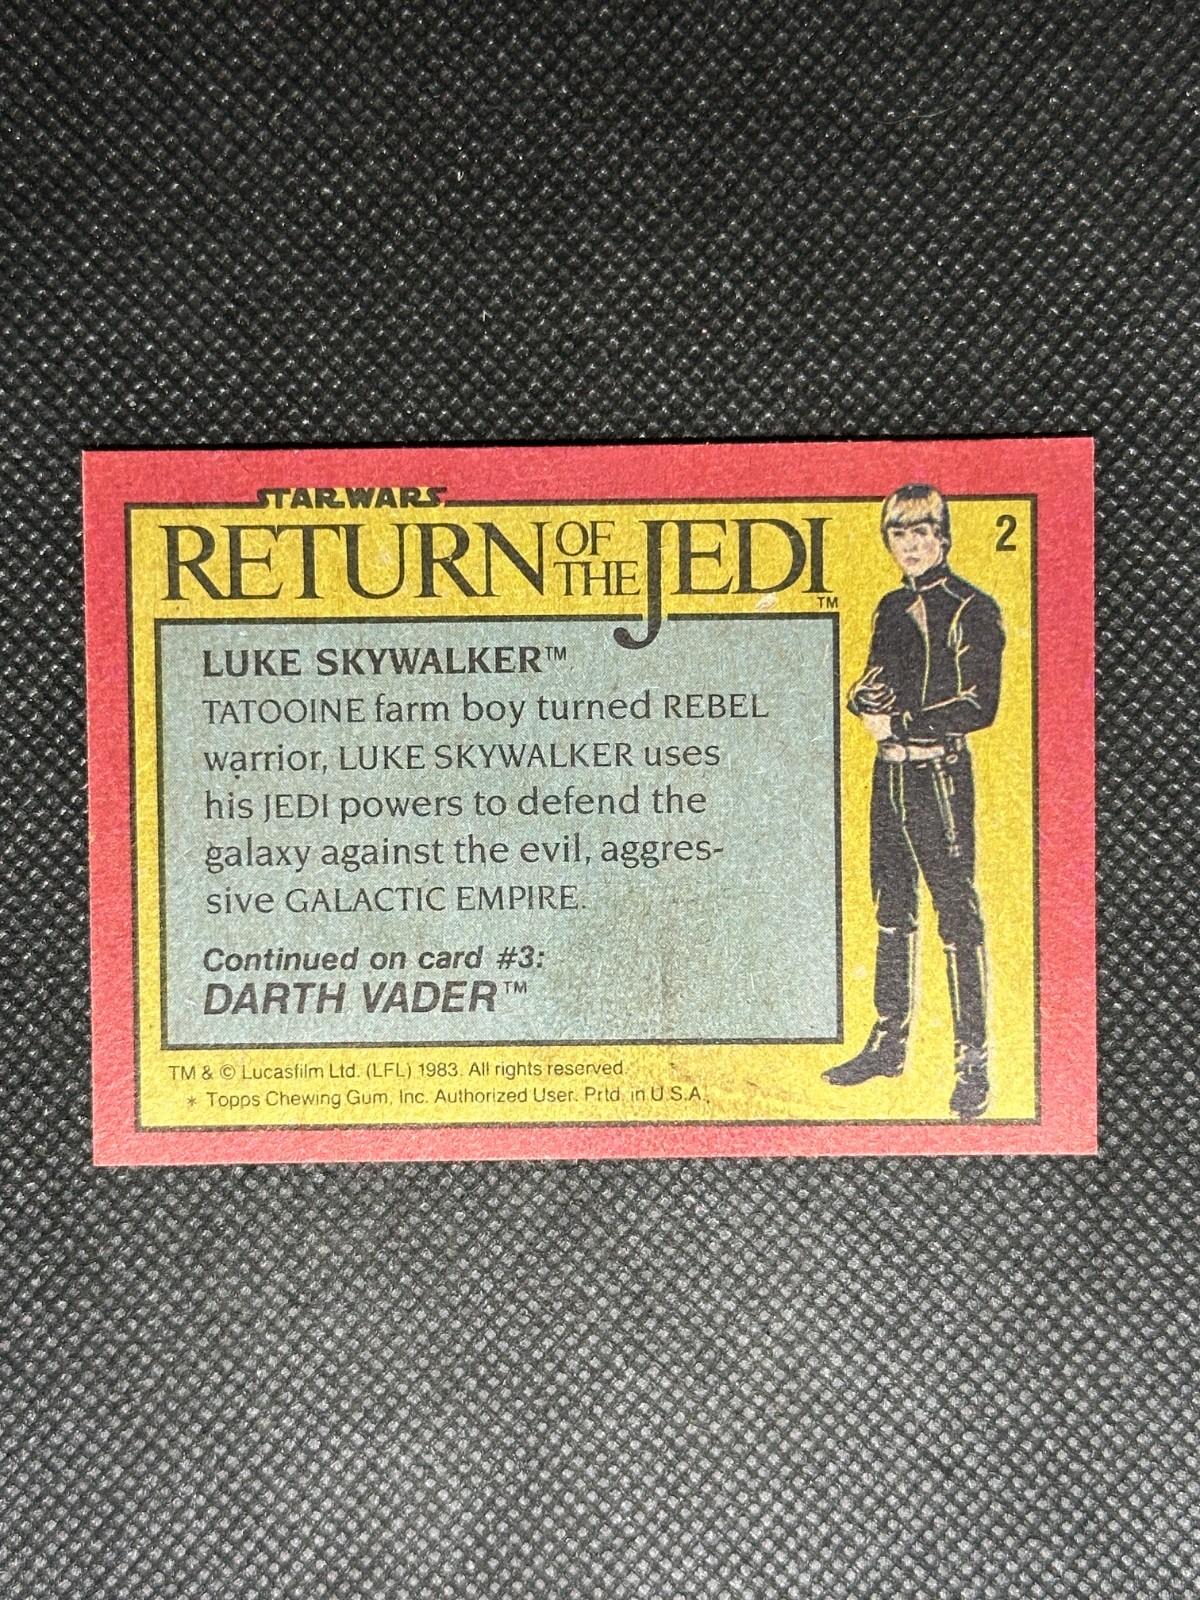 STAR WARS
RETURN OF THE JEDI™
2
LUKE SKYWALKER™
TATOOINE farm boy turned REBEL
warrior, LUKE SKYWALKER uses
his JEDI powers to defend the
galaxy against the evil, aggres-
sive GALACTIC EMPIRE.
Continued on card #3:
DARTH VADER™
TM & © Lucasfilm Ltd. (LFL) 1983. All rights reserved.
* Topps Chewing Gum, Inc. Authorized User. Prtd. in U.S.A.